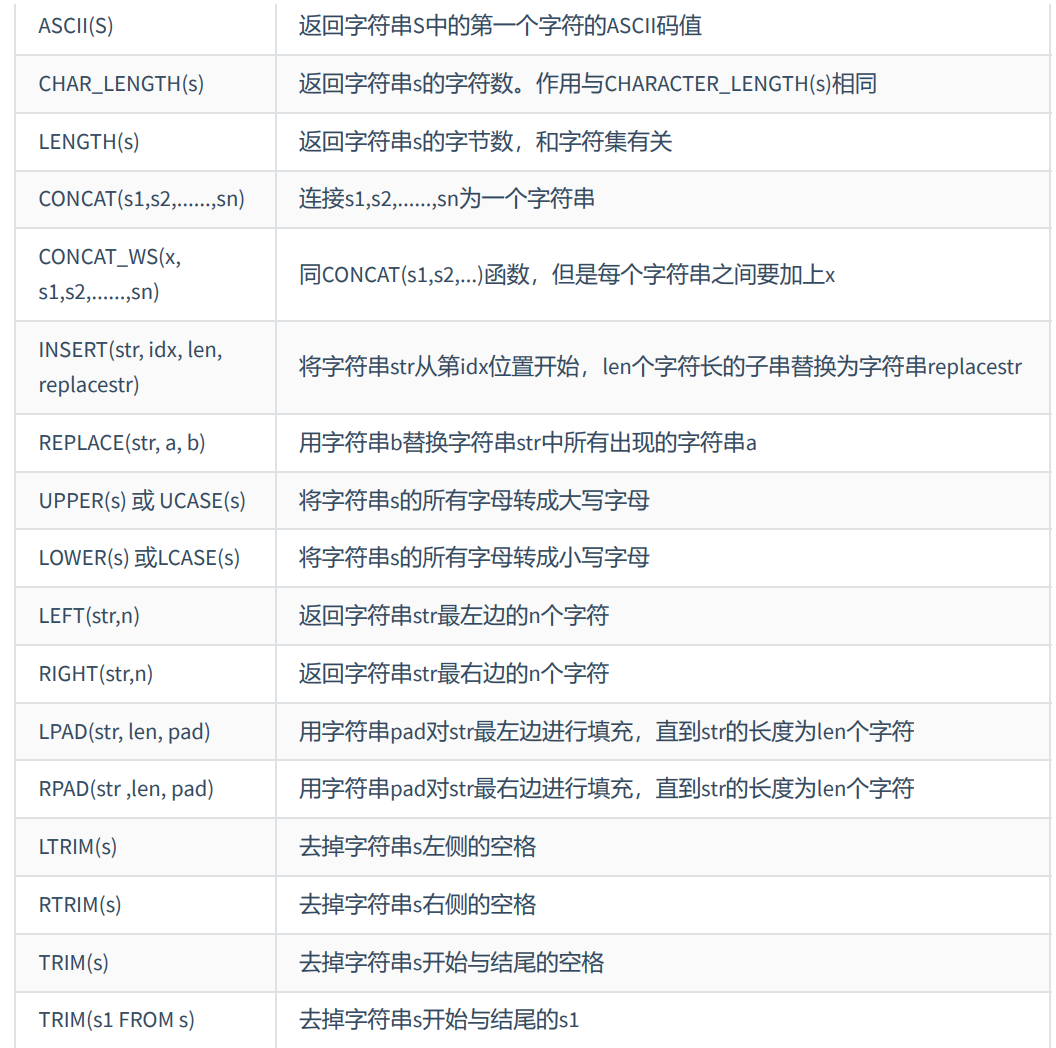 ASCII(S)
返回字符串S中的第一个字符的ASCII码值
CHAR_LENGTH(s)
返回字符串s的字符数。作用与CHARACTER_LENGTH(s)相同
LENGTH(s)
返回字符串s的字节数，和字符集有关
CONCAT(s1,s2,......,sn)
连接s1,s2,......,sn为一个字符串
CONCAT_WS(x,
s1,s2,......,sn)
同CONCAT(s1,s2,...)函数，但是每个字符串之间要加上x
INSERT(str, idx, len,
replacestr)
将字符串str从第idx位置开始，len个字符长的子串替换为字符串replacestr
REPLACE(str, a, b)
用字符串b替换字符串str中所有出现的字符串a
UPPER(s) 或 UCASE(s)
将字符串s的所有字母转成大写字母
LOWER(s) 或LCASE(s)
将字符串s的所有字母转成小写字母
LEFT(str,n)
返回字符串str最左边的n个字符
RIGHT(str,n)
返回字符串str最右边的n个字符
LPAD(str, len, pad)
用字符串pad对str最左边进行填充，直到str的长度为len个字符
RPAD(str ,len, pad)
用字符串pad对str最右边进行填充，直到str的长度为len个字符
LTRIM(s)
去掉字符串s左侧的空格
RTRIM(s)
去掉字符串s右侧的空格
TRIM(s)
去掉字符串s开始与结尾的空格
TRIM(s1 FROM s)
去掉字符串s开始与结尾的s1